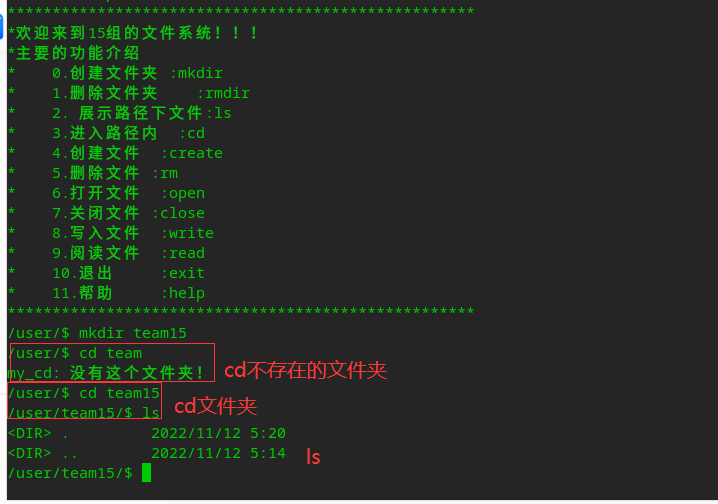 ****************************************************
*欢迎来到15组的文件系统！！！
*主要的功能介绍
*    0.创建文件夹 :mkdir
*    1.删除文件夹    :rmdir
*    2. 展示路径下文件:ls
*    3.进入路径内  :cd
*    4.创建文件  :create
*    5.删除文件 :rm
*    6.打开文件  :open
*    7.关闭文件 :close
*    8.写入文件  :write
*    9.阅读文件  :read
*    10.退出     :exit
*    11.帮助     :help
****************************************************
/user/$ mkdir team15
/user/$ cd team
my_cd: 没有这个文件夹！ cd不存在的文件夹
/user/$ cd team15
/user/team15/$ ls cd文件夹
<DIR> .         2022/11/12 5:20
<DIR> ..        2022/11/12 5:14 ls
/user/team15/$